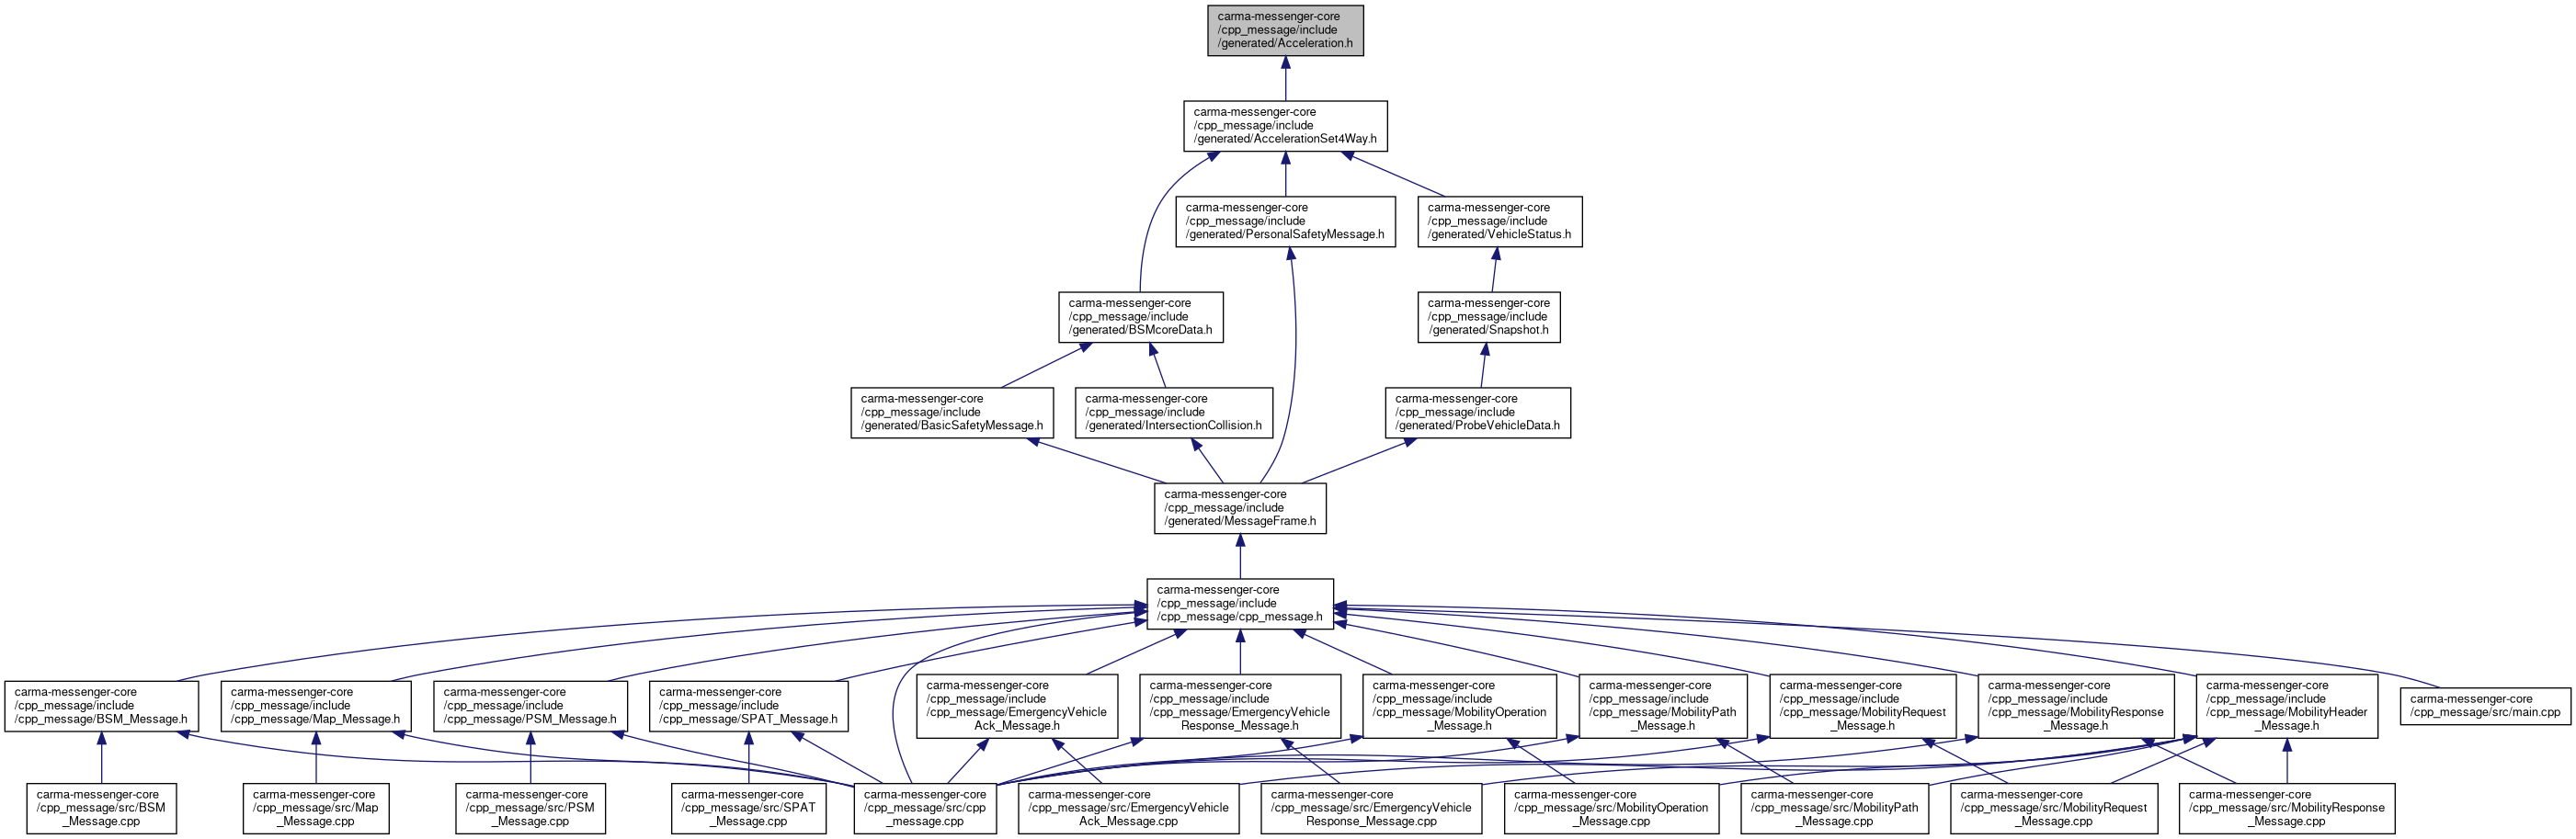 carma-messenger-core
/cpp_message/include
/generated/Acceleration.h
carma-messenger-core
/cpp_message/include
/generated/AccelerationSet4Way.h
carma-messenger-core
/cpp_message/include
/generated/PersonalSafetyMessage.h
carma-messenger-core
/cpp_message/include
/generated/VehicleStatus.h
carma-messenger-core
/cpp_message/include
/generated/BSMcoreData.h
carma-messenger-core
/cpp_message/include
/generated/Snapshot.h
carma-messenger-core
/cpp_message/include
/generated/BasicSafetyMessage.h
carma-messenger-core
/cpp_message/include
/generated/IntersectionCollision.h
carma-messenger-core
/cpp_message/include
/generated/ProbeVehicleData.h
carma-messenger-core
/cpp_message/include
/generated/MessageFrame.h
carma-messenger-core
/cpp_message/include
/cpp_message/cpp_message.h
carma-messenger-core
/cpp_message/include
/cpp_message/BSM_Message.h
carma-messenger-core
/cpp_message/include
/cpp_message/Map_Message.h
carma-messenger-core
/cpp_message/include
/cpp_message/PSM_Message.h
carma-messenger-core
/cpp_message/include
/cpp_message/SPAT_Message.h
carma-messenger-core
/cpp_message/include
/cpp_message/EmergencyVehicle
Ack_Message.h
carma-messenger-core
/cpp_message/include
/cpp_message/EmergencyVehicle
Response_Message.h
carma-messenger-core
/cpp_message/include
/cpp_message/MobilityOperation
_Message.h
carma-messenger-core
/cpp_message/include
/cpp_message/MobilityPath
_Message.h
carma-messenger-core
/cpp_message/include
/cpp_message/MobilityRequest
_Message.h
carma-messenger-core
/cpp_message/include
/cpp_message/MobilityResponse
_Message.h
carma-messenger-core
/cpp_message/include
/cpp_message/MobilityHeader
_Message.h
carma-messenger-core
/cpp_message/src/main.cpp
carma-messenger-core
/cpp_message/src/BSM
_Message.cpp
carma-messenger-core
/cpp_message/src/Map
_Message.cpp
carma-messenger-core
/cpp_message/src/PSM
_Message.cpp
carma-messenger-core
/cpp_message/src/SPAT
_Message.cpp
carma-messenger-core
/cpp_message/src/cpp
_message.cpp
carma-messenger-core
/cpp_message/src/EmergencyVehicle
Ack_Message.cpp
carma-messenger-core
/cpp_message/src/EmergencyVehicle
Response_Message.cpp
carma-messenger-core
/cpp_message/src/MobilityOperation
_Message.cpp
carma-messenger-core
/cpp_message/src/MobilityPath
_Message.cpp
carma-messenger-core
/cpp_message/src/MobilityRequest
_Message.cpp
carma-messenger-core
/cpp_message/src/MobilityResponse
_Message.cpp